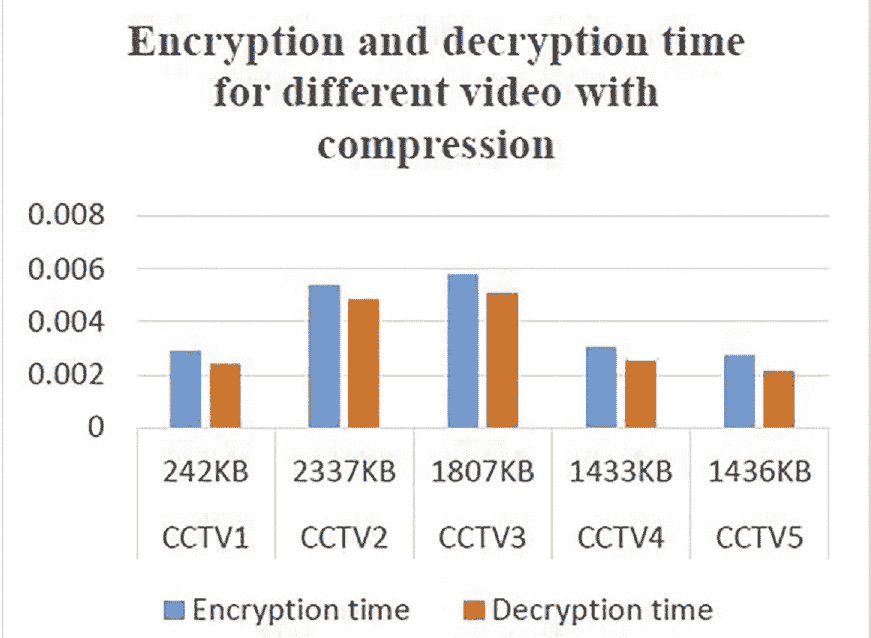 Encryption and decryption time
for different video with
compression
0.008
0.006
0.004
0.002
0
242KB 2337KB 1807KB 1433KB 1436KB
CCTV1 CCTV2 CCTV3 CCTV4 CCTV5
Encryption time Decryption time